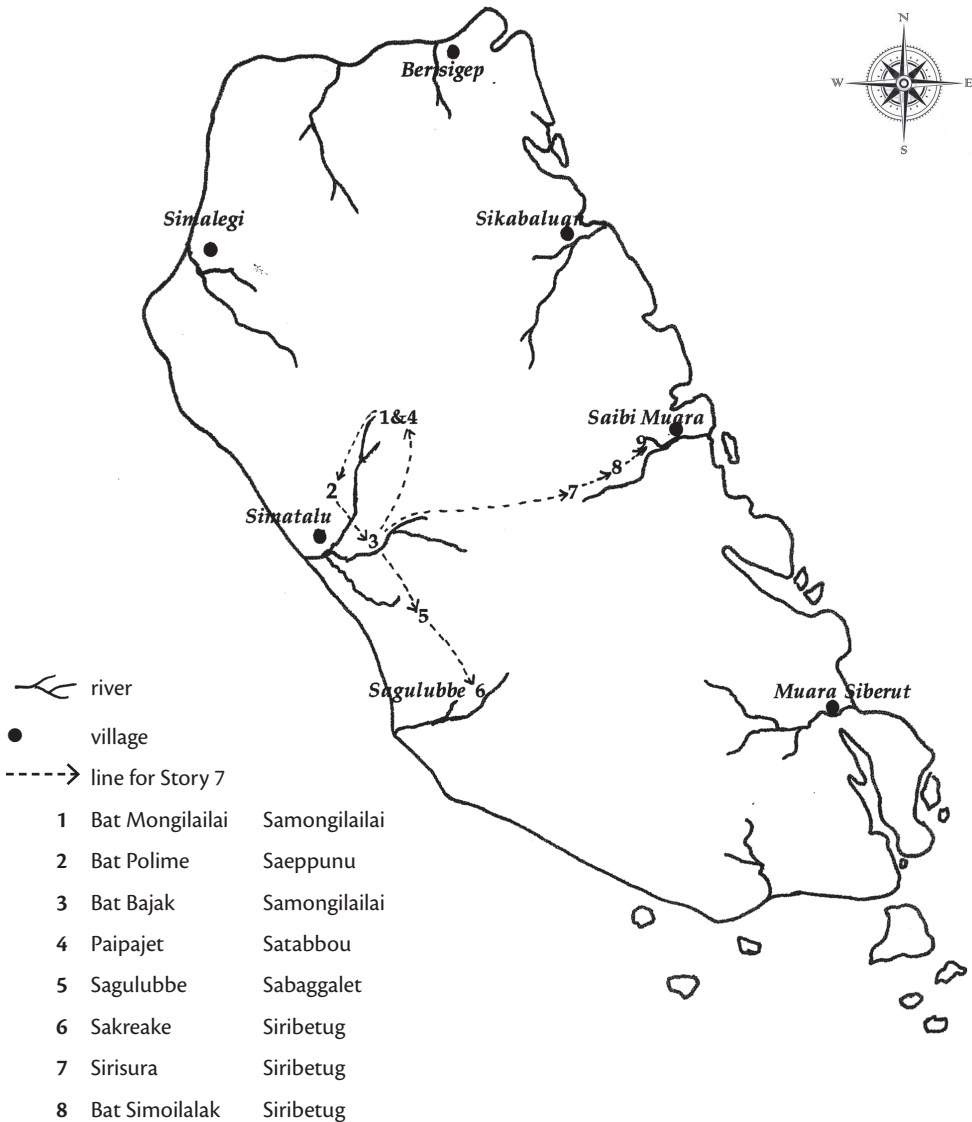 N
Berisigep
W E
S
Simalegi
Sikabaluan
1&4
Saibi Muara
9
8
2
7
Simatalu
3
5
Sagulubbe 6
Muara Siberut
river
village
line for Story 7
1 Bat Mongilailai Samongilailai
2 Bat Polime Saeppunu
3 Bat Bajak Samongilailai
4 Paipajet Satabbou
5 Sagulubbe Sabaggalet
6 Sakreake Siribetug
7 Sirisura Siribetug
8 Bat Simoilalak Siribetug